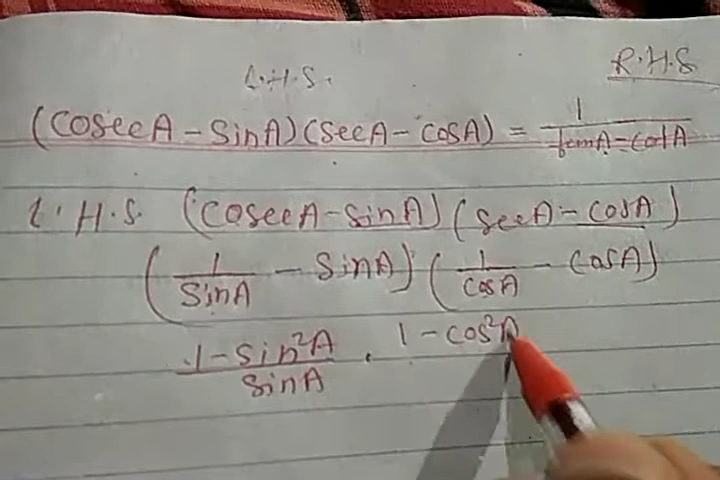 L.H.S. R.H.S
(CosecA - SinA) (SecA - CosA) = 1/(tanA - CotA)
L.H.S. (CosecA - SinA) (SecA - CosA)
(1/SinA - SinA) (1/CosA - CosA)
1 - Sin²A/SinA . 1 - Cos²A